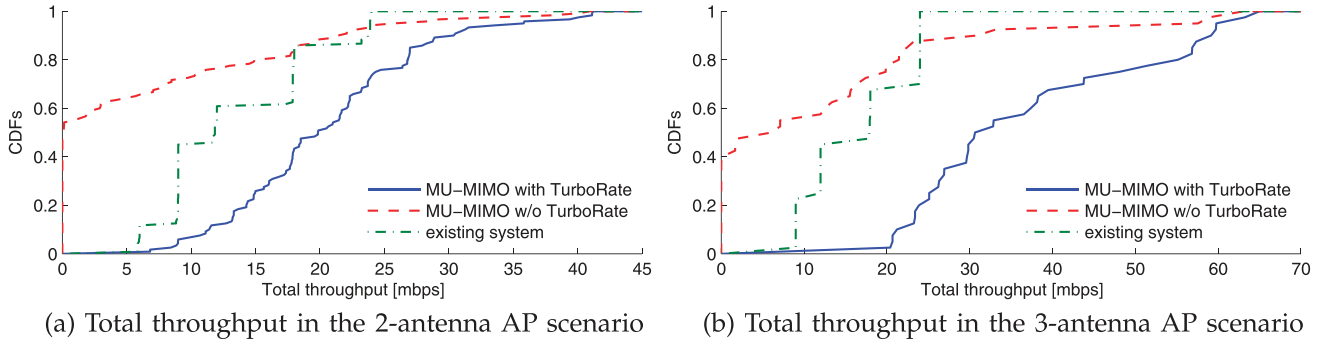 1
0.8
0.6
0.4
0.2
0
CDFs
0 5 10 15 20 25 30 35 40 45
Total throughput [mbps]
MU−MIMO with TurboRate
MU−MIMO w/o TurboRate
existing system
(a) Total throughput in the 2-antenna AP scenario
1
0.8
0.6
0.4
0.2
0
CDFs
0 10 20 30 40 50 60 70
Total throughput [mbps]
MU−MIMO with TurboRate
MU−MIMO w/o TurboRate
existing system
(b) Total throughput in the 3-antenna AP scenario